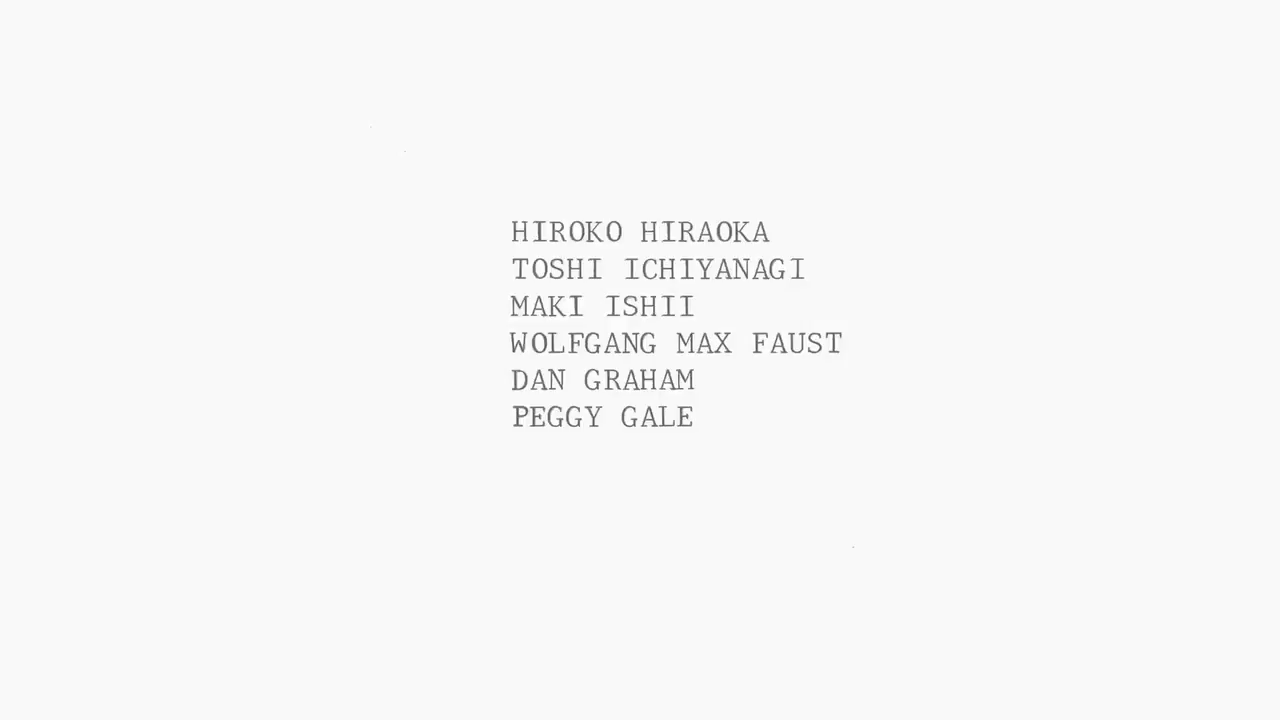 HIROKO HIRAOKA
TOSHI ICHIYANAGI
MAKI ISHII
WOLFGANG MAX FAUST
DAN GRAHAM
PEGGY GALE